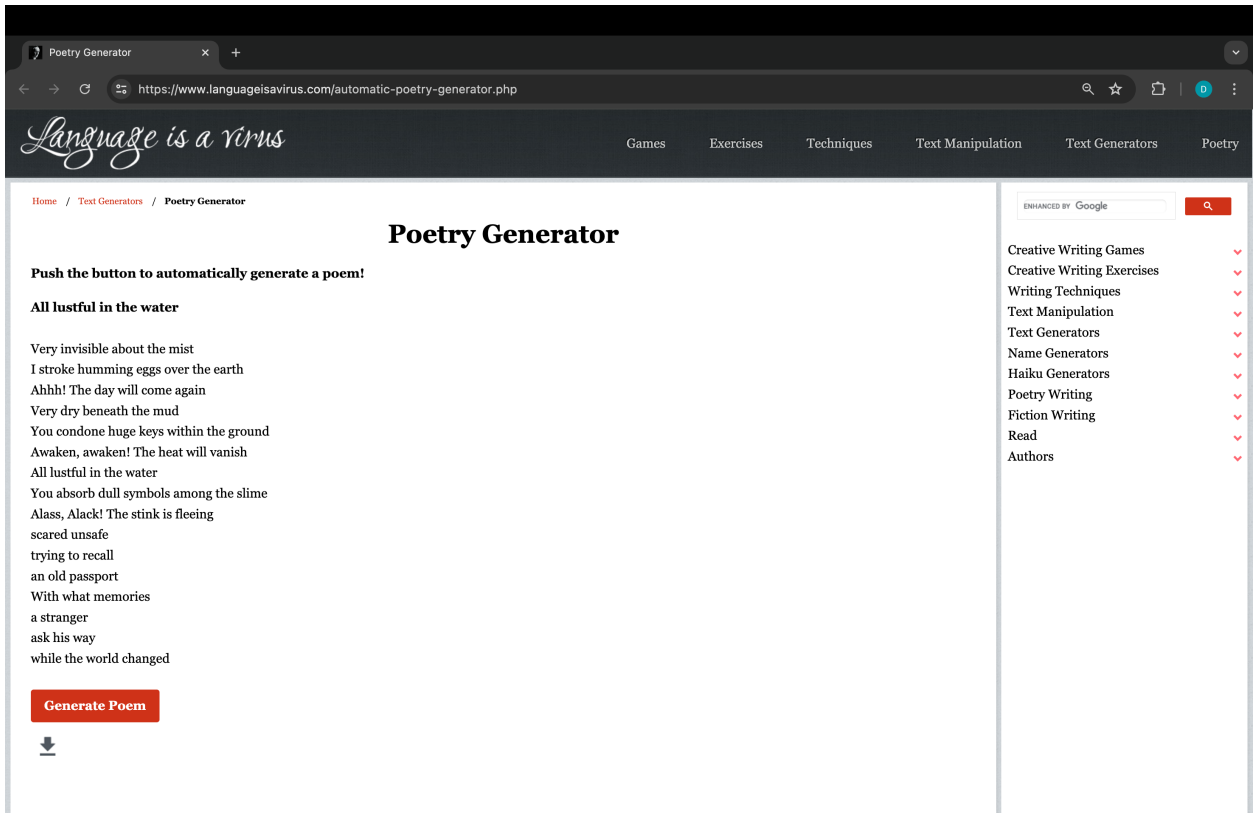 Poetry Generator
https://www.languageisavirus.com/automatic-poetry-generator.php
D
Language is a virus
Games Exercises Techniques Text Manipulation Text Generators Poetry
Home / Text Generators / Poetry Generator
Poetry Generator
Push the button to automatically generate a poem!
All lustful in the water
Very invisible about the mist
I stroke humming eggs over the earth
Ahhh! The day will come again
Very dry beneath the mud
You condone huge keys within the ground
Awaken, awaken! The heat will vanish
All lustful in the water
You absorb dull symbols among the slime
Alass, Alack! The stink is fleeing
scared unsafe
trying to recall
an old passport
With what memories
a stranger
ask his way
while the world changed
Generate Poem
ENHANCED BY Google
Creative Writing Games
Creative Writing Exercises
Writing Techniques
Text Manipulation
Text Generators
Name Generators
Haiku Generators
Poetry Writing
Fiction Writing
Read
Authors